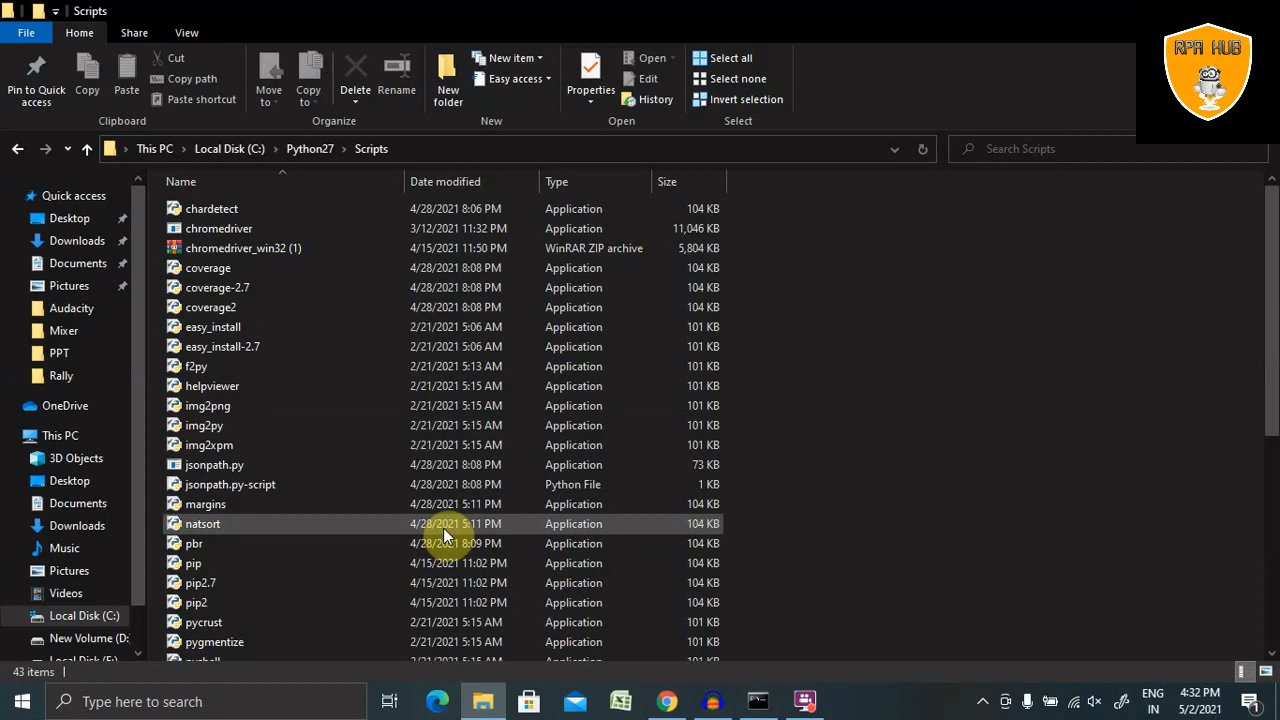 Scripts
File
Home
Share
View
Pin to Quick access
Copy
Paste
Cut
Copy path
Paste shortcut
Clipboard
Move to
Copy to
Delete
Rename
Organize
New folder
New item
Easy access
New
Properties
Open
Edit
History
Open
Select all
Select none
Invert selection
Select
RPA HUB
This PC > Local Disk (C:) > Python27 > Scripts
Search Scripts
Quick access
Desktop
Downloads
Documents
Pictures
Audacity
Mixer
PPT
Rally
OneDrive
This PC
3D Objects
Desktop
Documents
Downloads
Music
Pictures
Videos
Local Disk (C:)
New Volume (D:
Local Disk (E:)
Name Date modified Type Size
chardetect 4/28/2021 8:06 PM Application 104 KB
chromedriver 3/12/2021 11:32 PM Application 11,046 KB
chromedriver_win32 (1) 4/15/2021 11:50 PM WinRAR ZIP archive 5,804 KB
coverage 4/28/2021 8:08 PM Application 104 KB
coverage-2.7 4/28/2021 8:08 PM Application 104 KB
coverage2 4/28/2021 8:08 PM Application 104 KB
easy_install 2/21/2021 5:06 AM Application 101 KB
easy_install-2.7 2/21/2021 5:06 AM Application 101 KB
f2py 2/21/2021 5:13 AM Application 101 KB
helpviewer 2/21/2021 5:15 AM Application 101 KB
img2png 2/21/2021 5:15 AM Application 101 KB
img2py 2/21/2021 5:15 AM Application 101 KB
img2xpm 2/21/2021 5:15 AM Application 101 KB
jsonpath.py 4/28/2021 8:08 PM Application 73 KB
jsonpath.py-script 4/28/2021 8:08 PM Python File 1 KB
margins 4/28/2021 5:11 PM Application 104 KB
natsort 4/28/2021 5:11 PM Application 104 KB
pbr 4/28/2021 8:09 PM Application 104 KB
pip 4/15/2021 11:02 PM Application 104 KB
pip2.7 4/15/2021 11:02 PM Application 104 KB
pip2 4/15/2021 11:02 PM Application 104 KB
pycrust 2/21/2021 5:15 AM Application 101 KB
pygmentize 2/21/2021 5:15 AM Application 104 KB
pyshell 2/21/2021 5:15 AM Application 101 KB
43 items
Type here to search
ENG
IN
4:32 PM
5/2/2021
1